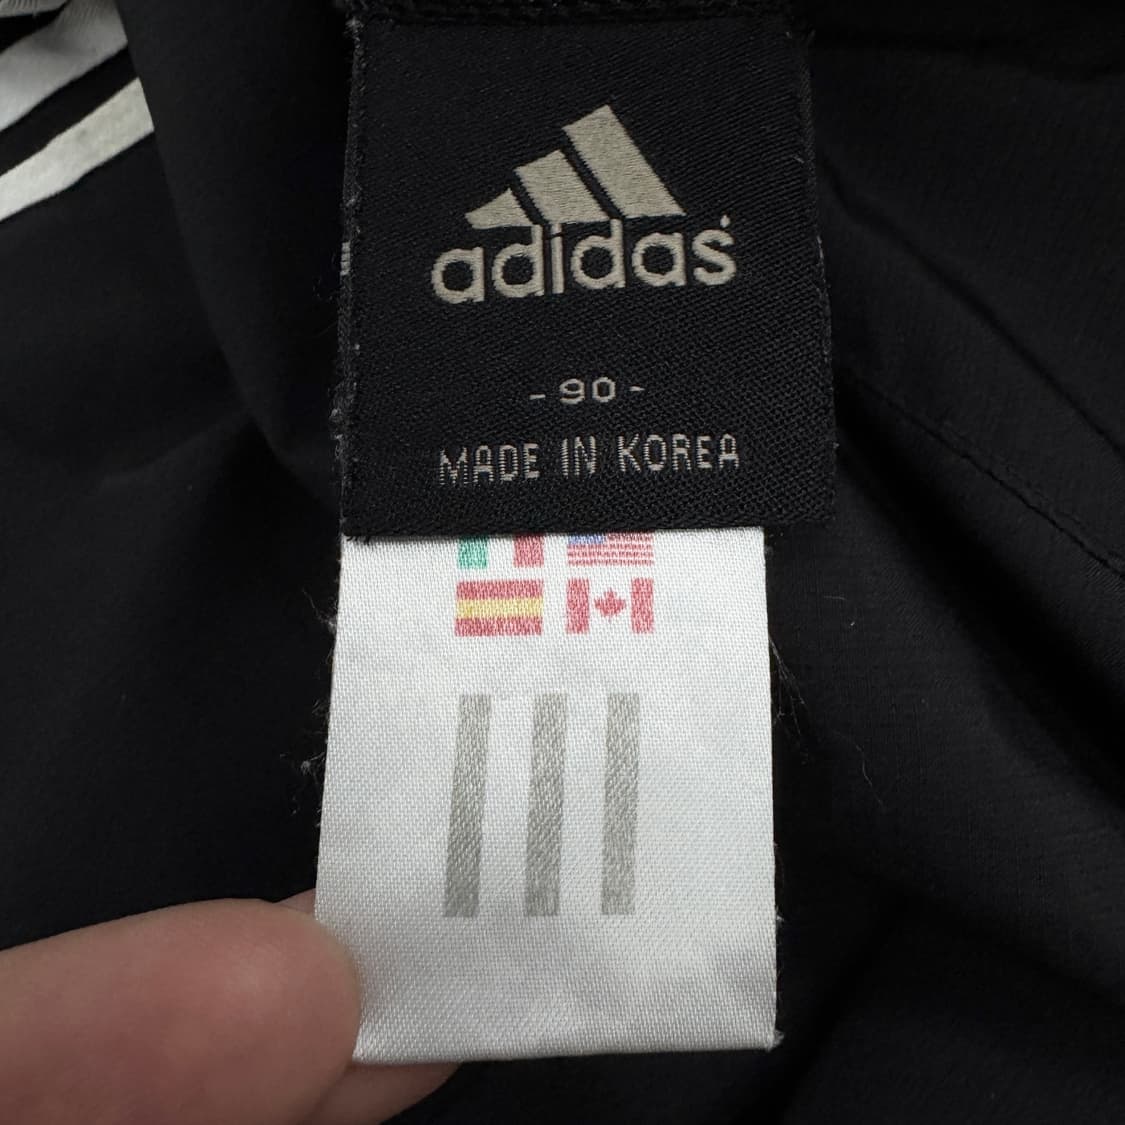 adidas
- 90 -
MADE IN KOREA